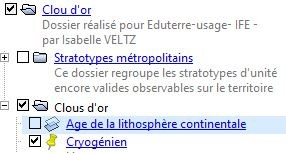 Clou d'or
Dossier réalisé pour Eduterre-usage- IFE -
par Isabelle VELTZ
Stratotypes métropolitains
Ce dossier regroupe les stratotypes d'unité
encore valides observables sur le territoire
Clous d'or
Age de la lithosphère continentale
Cryogénien